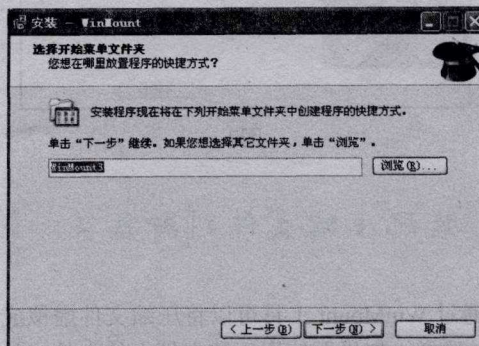 安装 - WinMount
选择开始菜单文件夹
您想在哪里放置程序的快捷方式?
安装程序现在将在下列开始菜单文件夹中创建程序的快捷方式。
单击“下一步”继续。如果您想选择其它文件夹,单击“浏览”。
WinMount3
浏览(R)...
< 上一步(B)
下一步(N) >
取消